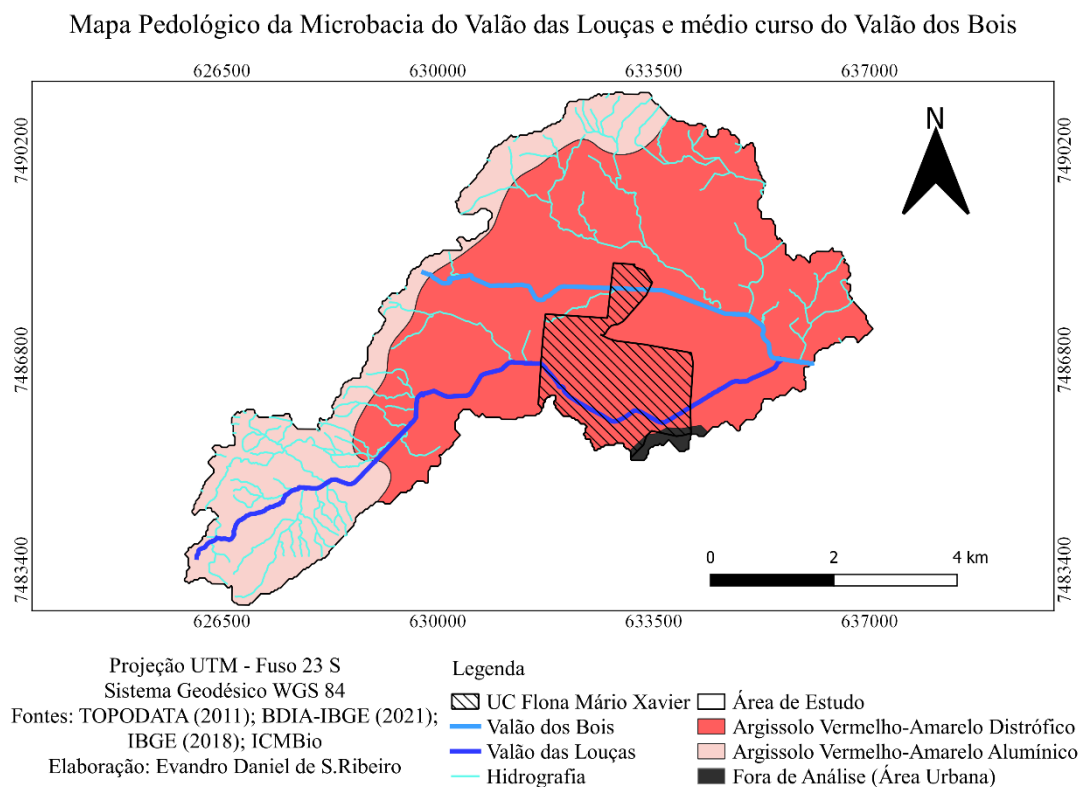 Mapa Pedológico da Microbacia do Valão das Louças e médio curso do Valão dos Bois
626500 630000 633500 637000
7490200 7490200
N
7486800 7486800
7483400 7483400
0 2 4 km
626500 630000 633500 637000
Projeção UTM - Fuso 23 S
Sistema Geodésico WGS 84
Fontes: TOPODATA (2011); BDIA-IBGE (2021);
IBGE (2018); ICMBio
Elaboração: Evandro Daniel de S.Ribeiro
Legenda
UC Flona Mário Xavier
Valão dos Bois
Valão das Louças
Hidrografia
Área de Estudo
Argissolo Vermelho-Amarelo Distrófico
Argissolo Vermelho-Amarelo Alumínico
Fora de Análise (Área Urbana)